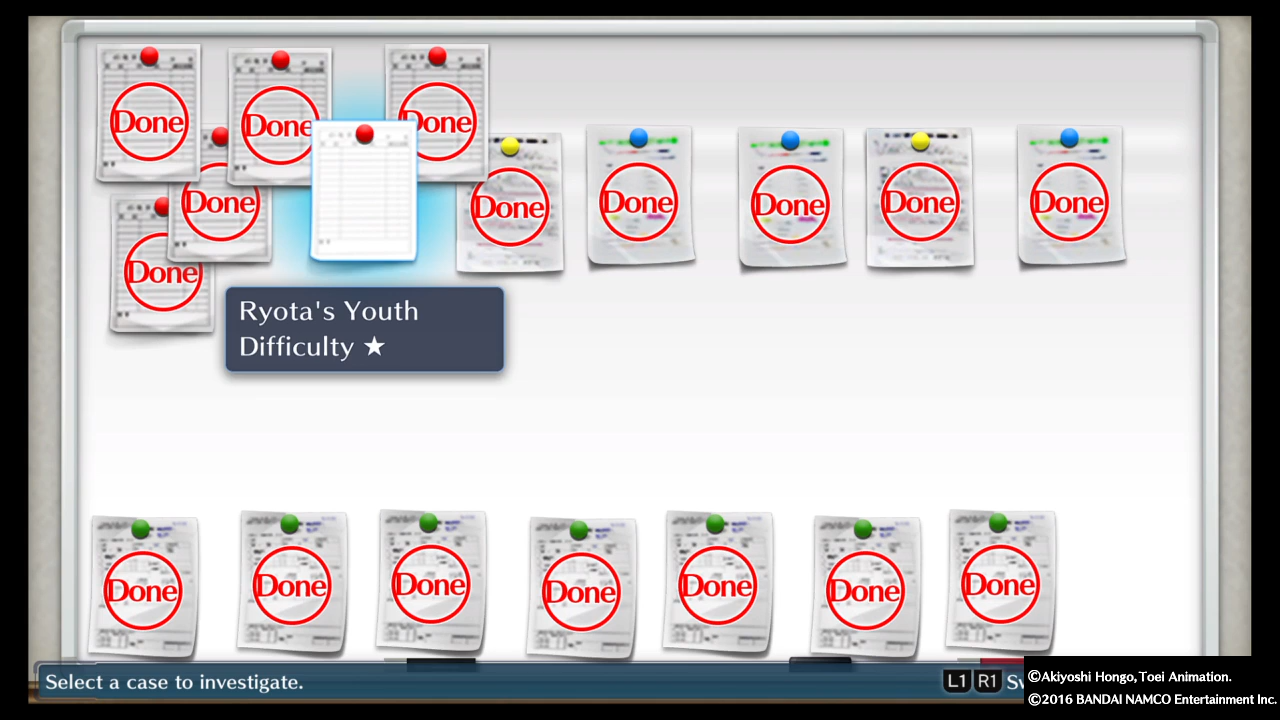 Done
Done
Done
Done
Done
Done
Done
Done
Done
Done
Ryota's Youth
Difficulty ★
Done
Done
Done
Done
Done
Done
Done
Select a case to investigate.
L1 R1
©Akiyoshi Hongo,Toei Animation.
©2016 BANDAI NAMCO Entertainment Inc.